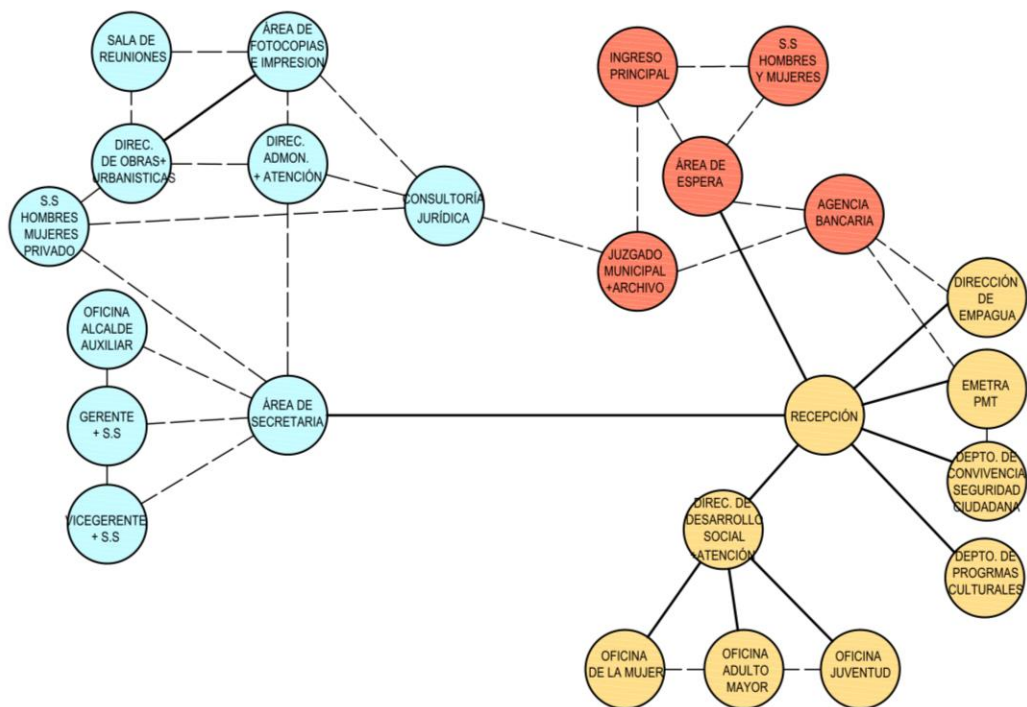 SALA DE
REUNIONES
ÁREA DE
FOTOCOPIAS
E IMPRESION
DIREC.
DE OBRAS+
URBANISTICAS
DIREC.
ADMON.
+ ATENCIÓN
S.S
HOMBRES
MUJERES
PRIVADO
CONSULTORÍA
JURÍDICA
OFICINA
ALCALDE
AUXILIAR
GERENTE
+ S.S
VICEGERENTE
+ S.S
ÁREA DE
SECRETARIA
INGRESO
PRINCIPAL
S.S
HOMBRES
Y MUJERES
ÁREA DE
ESPERA
AGENCIA
BANCARIA
JUZGADO
MUNICIPAL
+ARCHIVO
DIRECCIÓN
DE
EMPAGUA
EMETRA
PMT
RECEPCIÓN
DEPTO. DE
CONVIVENCIA
SEGURIDAD
CIUDADANA
DEPTO. DE
PROGRMAS
CULTURALES
DIREC. DE
DESARROLLO
SOCIAL
+ATENCIÓN
OFICINA
DE LA MUJER
OFICINA
ADULTO
MAYOR
OFICINA
JUVENTUD